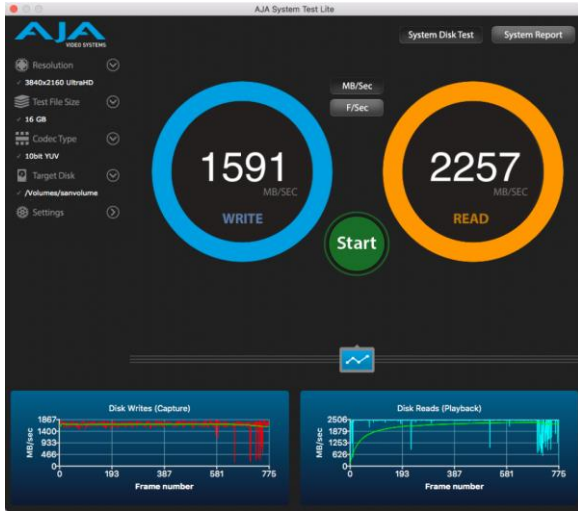 AJA System Test Lite
AJA
VIDEO SYSTEMS
System Disk Test
System Report
Resolution
3840x2160 UltraHD
Test File Size
16 GB
Codec Type
10bit YUV
Target Disk
/Volumes/sanvolume
Settings
MB/Sec
F/Sec
1591
MB/SEC
WRITE
2257
MB/SEC
READ
Start
Disk Writes (Capture)
1867
1400
933
466
0
MB/sec
0 193 387 581 775
Frame number
Disk Reads (Playback)
2506
1879
1253
626
0
MB/sec
0 193 387 581 775
Frame number